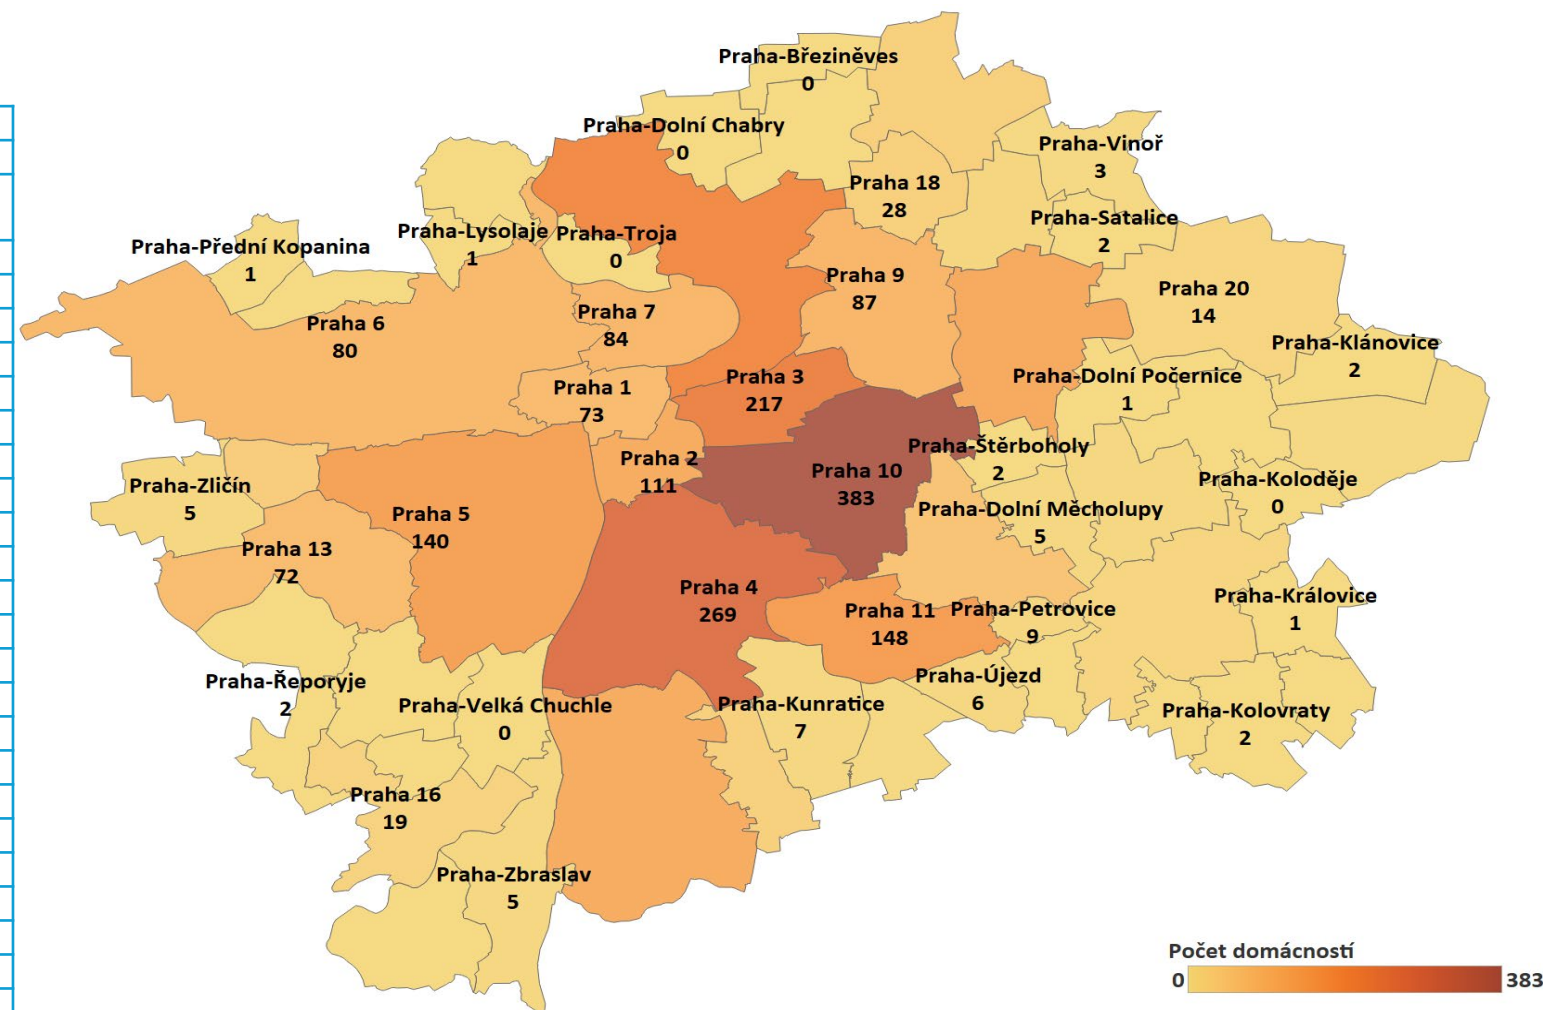 Praha-Březiněves
0
Praha-Dolní Chabry
0
Praha-Vinoř
3
Praha 18
28
Praha-Satalice
2
Praha-Lysolaje
1
Praha-Troja
0
Praha-Přední Kopanina
1
Praha 9
87
Praha 20
14
Praha 7
84
Praha 6
80
Praha-Klánovice
2
Praha 3
217
Praha-Dolní Počernice
1
Praha 1
73
Praha-Štěrboholy
2
Praha 2
111
Praha 10
383
Praha-Koloděje
0
Praha-Zličín
5
Praha 5
140
Praha-Dolní Měcholupy
5
Praha 13
72
Praha 4
269
Praha-Královice
1
Praha 11
148
Praha-Petrovice
9
Praha-Újezd
6
Praha-Řeporyje
2
Praha-Velká Chuchle
0
Praha-Kunratice
7
Praha-Kolovraty
2
Praha 16
19
Praha-Zbraslav
5
Počet domácností
0 383